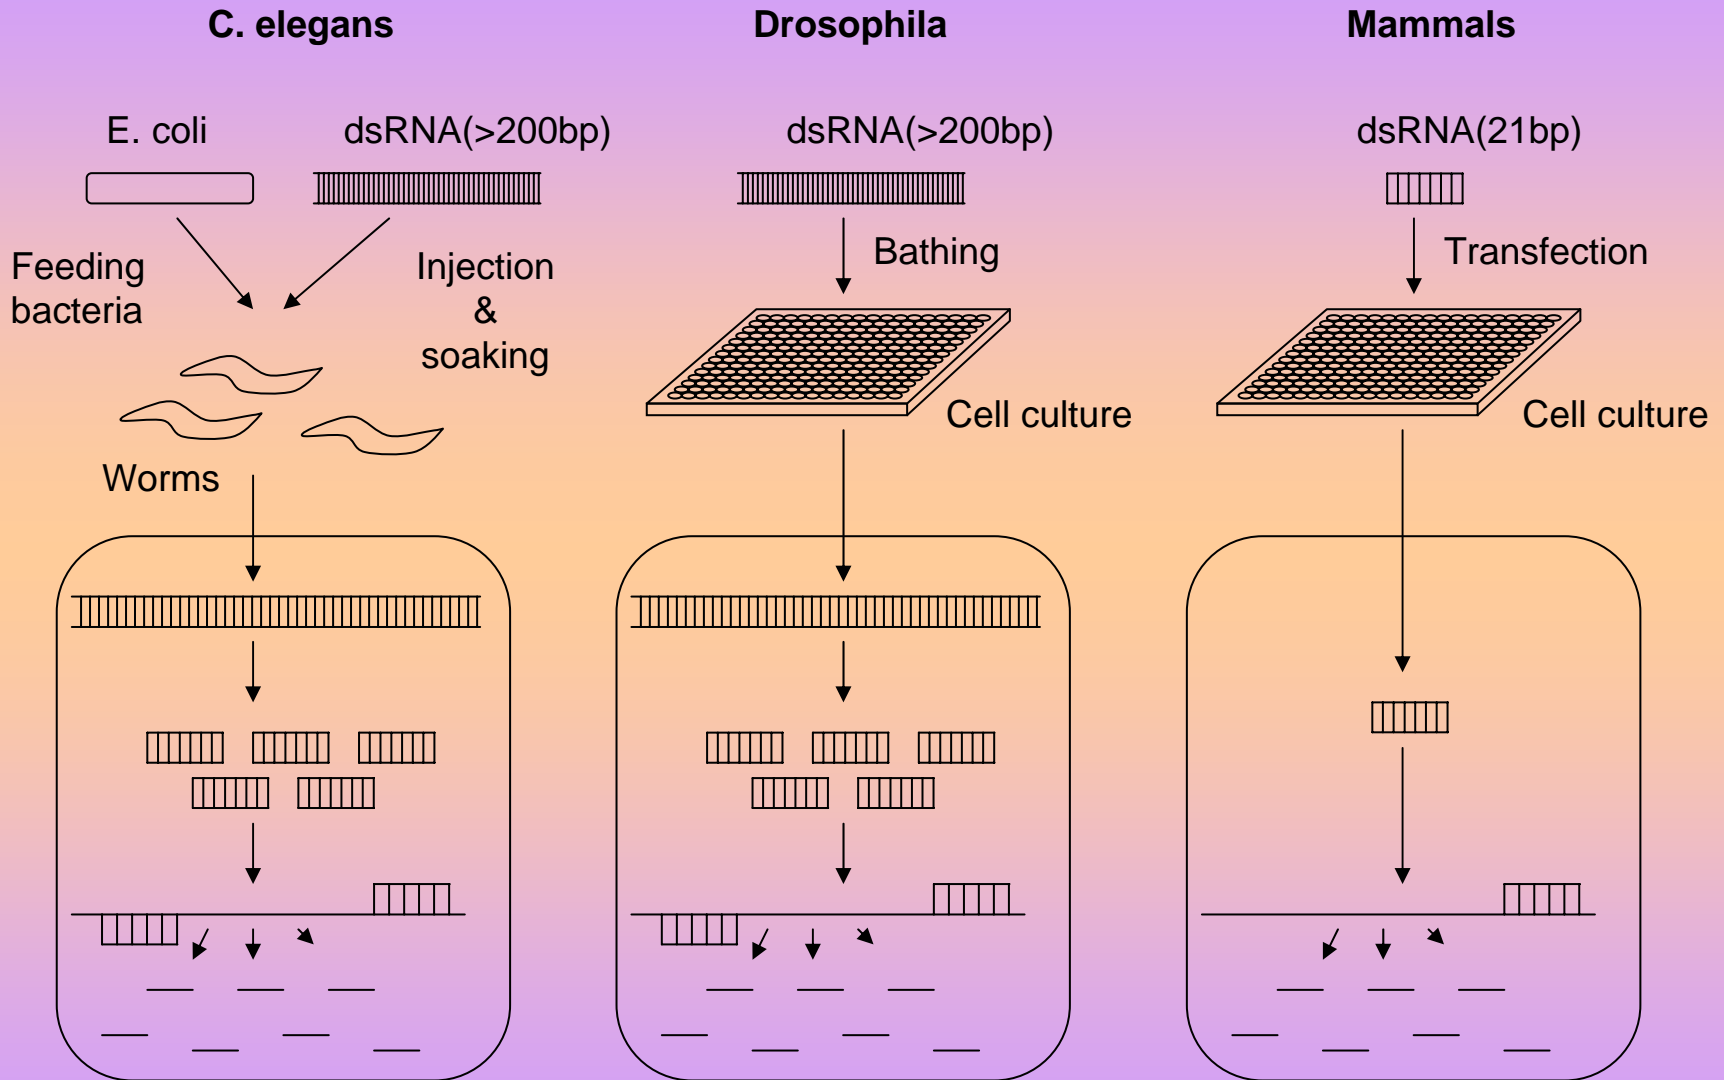 C. elegans
Drosophila
Mammals
E. coli
dsRNA(>200bp)
dsRNA(>200bp)
dsRNA(21bp)
Feeding
bacteria
Injection
&
soaking
Bathing
Transfection
Worms
Cell culture
Cell culture